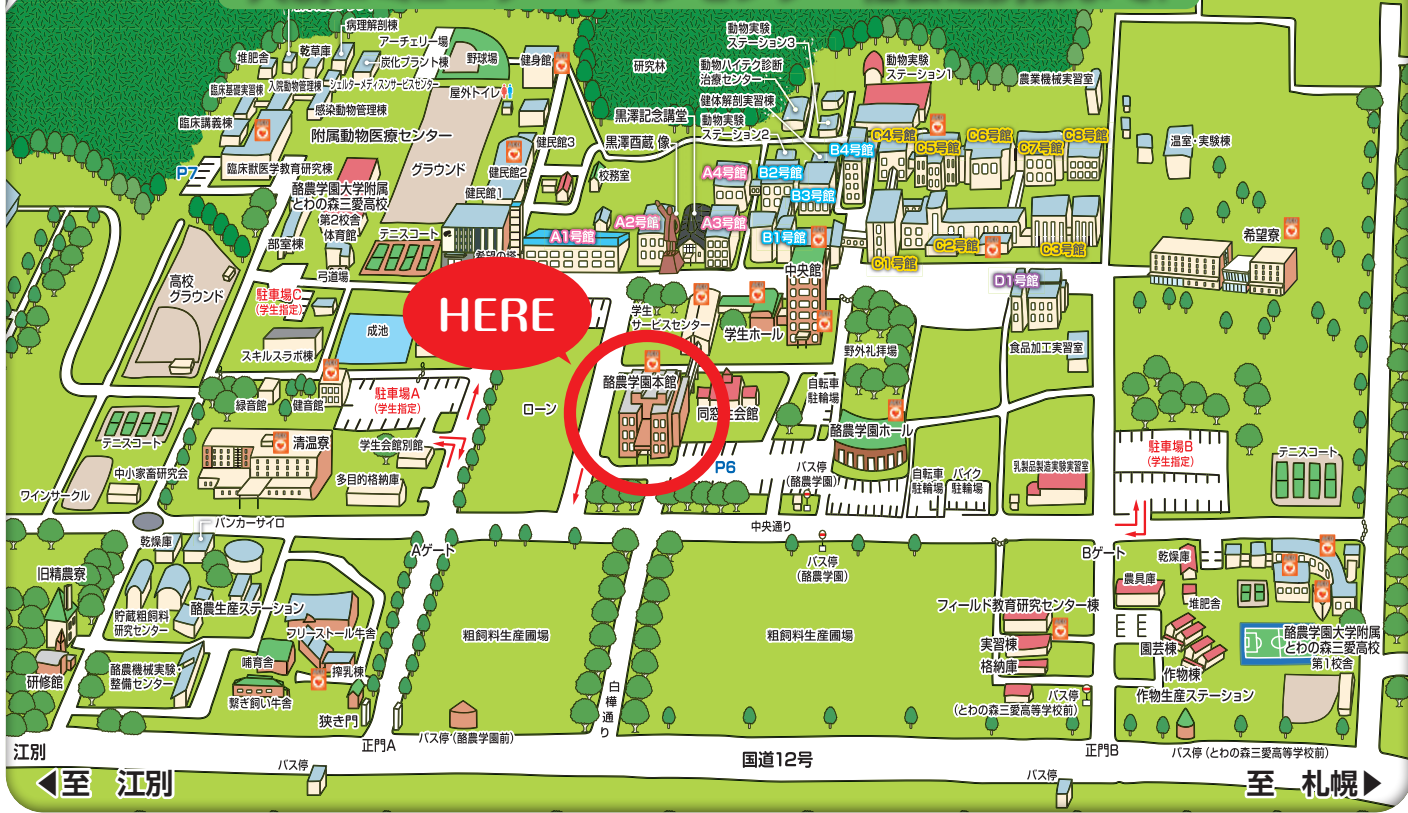 病理解剖棟
アーチェリー場
乾草庫
堆肥舎
炭化プラント棟
野球場
健身館
臨床基礎実習棟
入院動物管理棟
シェルターメディスンサービスセンター
屋外トイレ
感染動物管理棟
臨床講義棟
附属動物医療センター
P7
臨床獣医学教育研究棟
グラウンド
酪農学園大学附属
とわの森三愛高校
第2校舎
体育館
部室棟
テニスコート
弓道場
健民館3
健民館2
健民館1
校務室
研究林
黒澤記念講堂
黒澤酉蔵 像
動物実験
ステーション3
動物ハイテク診断
治療センター
健体解剖実習棟
動物実験
ステーション2
動物実験
ステーション1
農業機械実習室
A4号館
B2号館
B4号館
B3号館
A2号館
A3号館
B1号館
A1号館
C4号館
C5号館
C6号館
C7号館
C8号館
C2号館
C3号館
C1号館
D1号館
温室・実験棟
希望寮
高校
グラウンド
駐車場C
(学生指定)
成池
スキルスラボ棟
HERE
学生
サービスセンター
学生ホール
中央館
野外礼拝場
食品加工実習室
緑音館
健音館
駐車場A
(学生指定)
ローン
酪農学園本館
同窓生会館
自転車
駐輪場
酪農学園ホール
テニスコート
清温寮
学生会館別館
中小家畜研究会
多目的格納庫
ワインサークル
P6
バス停
(酪農学園)
自転車
駐輪場
バイク
駐輪場
乳製品製造実験実習室
駐車場B
(学生指定)
テニスコート
バンカーサイロ
中央通り
乾燥庫
Aゲート
バス停
(酪農学園)
Bゲート
乾燥庫
旧精農寮
貯蔵粗飼料
研究センター
酪農生産ステーション
フリーストール牛舎
粗飼料生産圃場
粗飼料生産圃場
フィールド教育研究センター棟
農具庫
堆肥舎
実習棟
格納庫
園芸棟
作物棟
酪農学園大学附属
とわの森三愛高校
第1校舎
哺育舎
搾乳棟
酪農機械実験・
整備センター
研修館
繋ぎ飼い牛舎
狭き門
白樺通り
バス停
(とわの森三愛高等学校前)
作物生産ステーション
正門A
バス停(酪農学園前)
国道12号
正門B
バス停(とわの森三愛高等学校前)
江別
バス停
バス停
至 江別
至 札幌